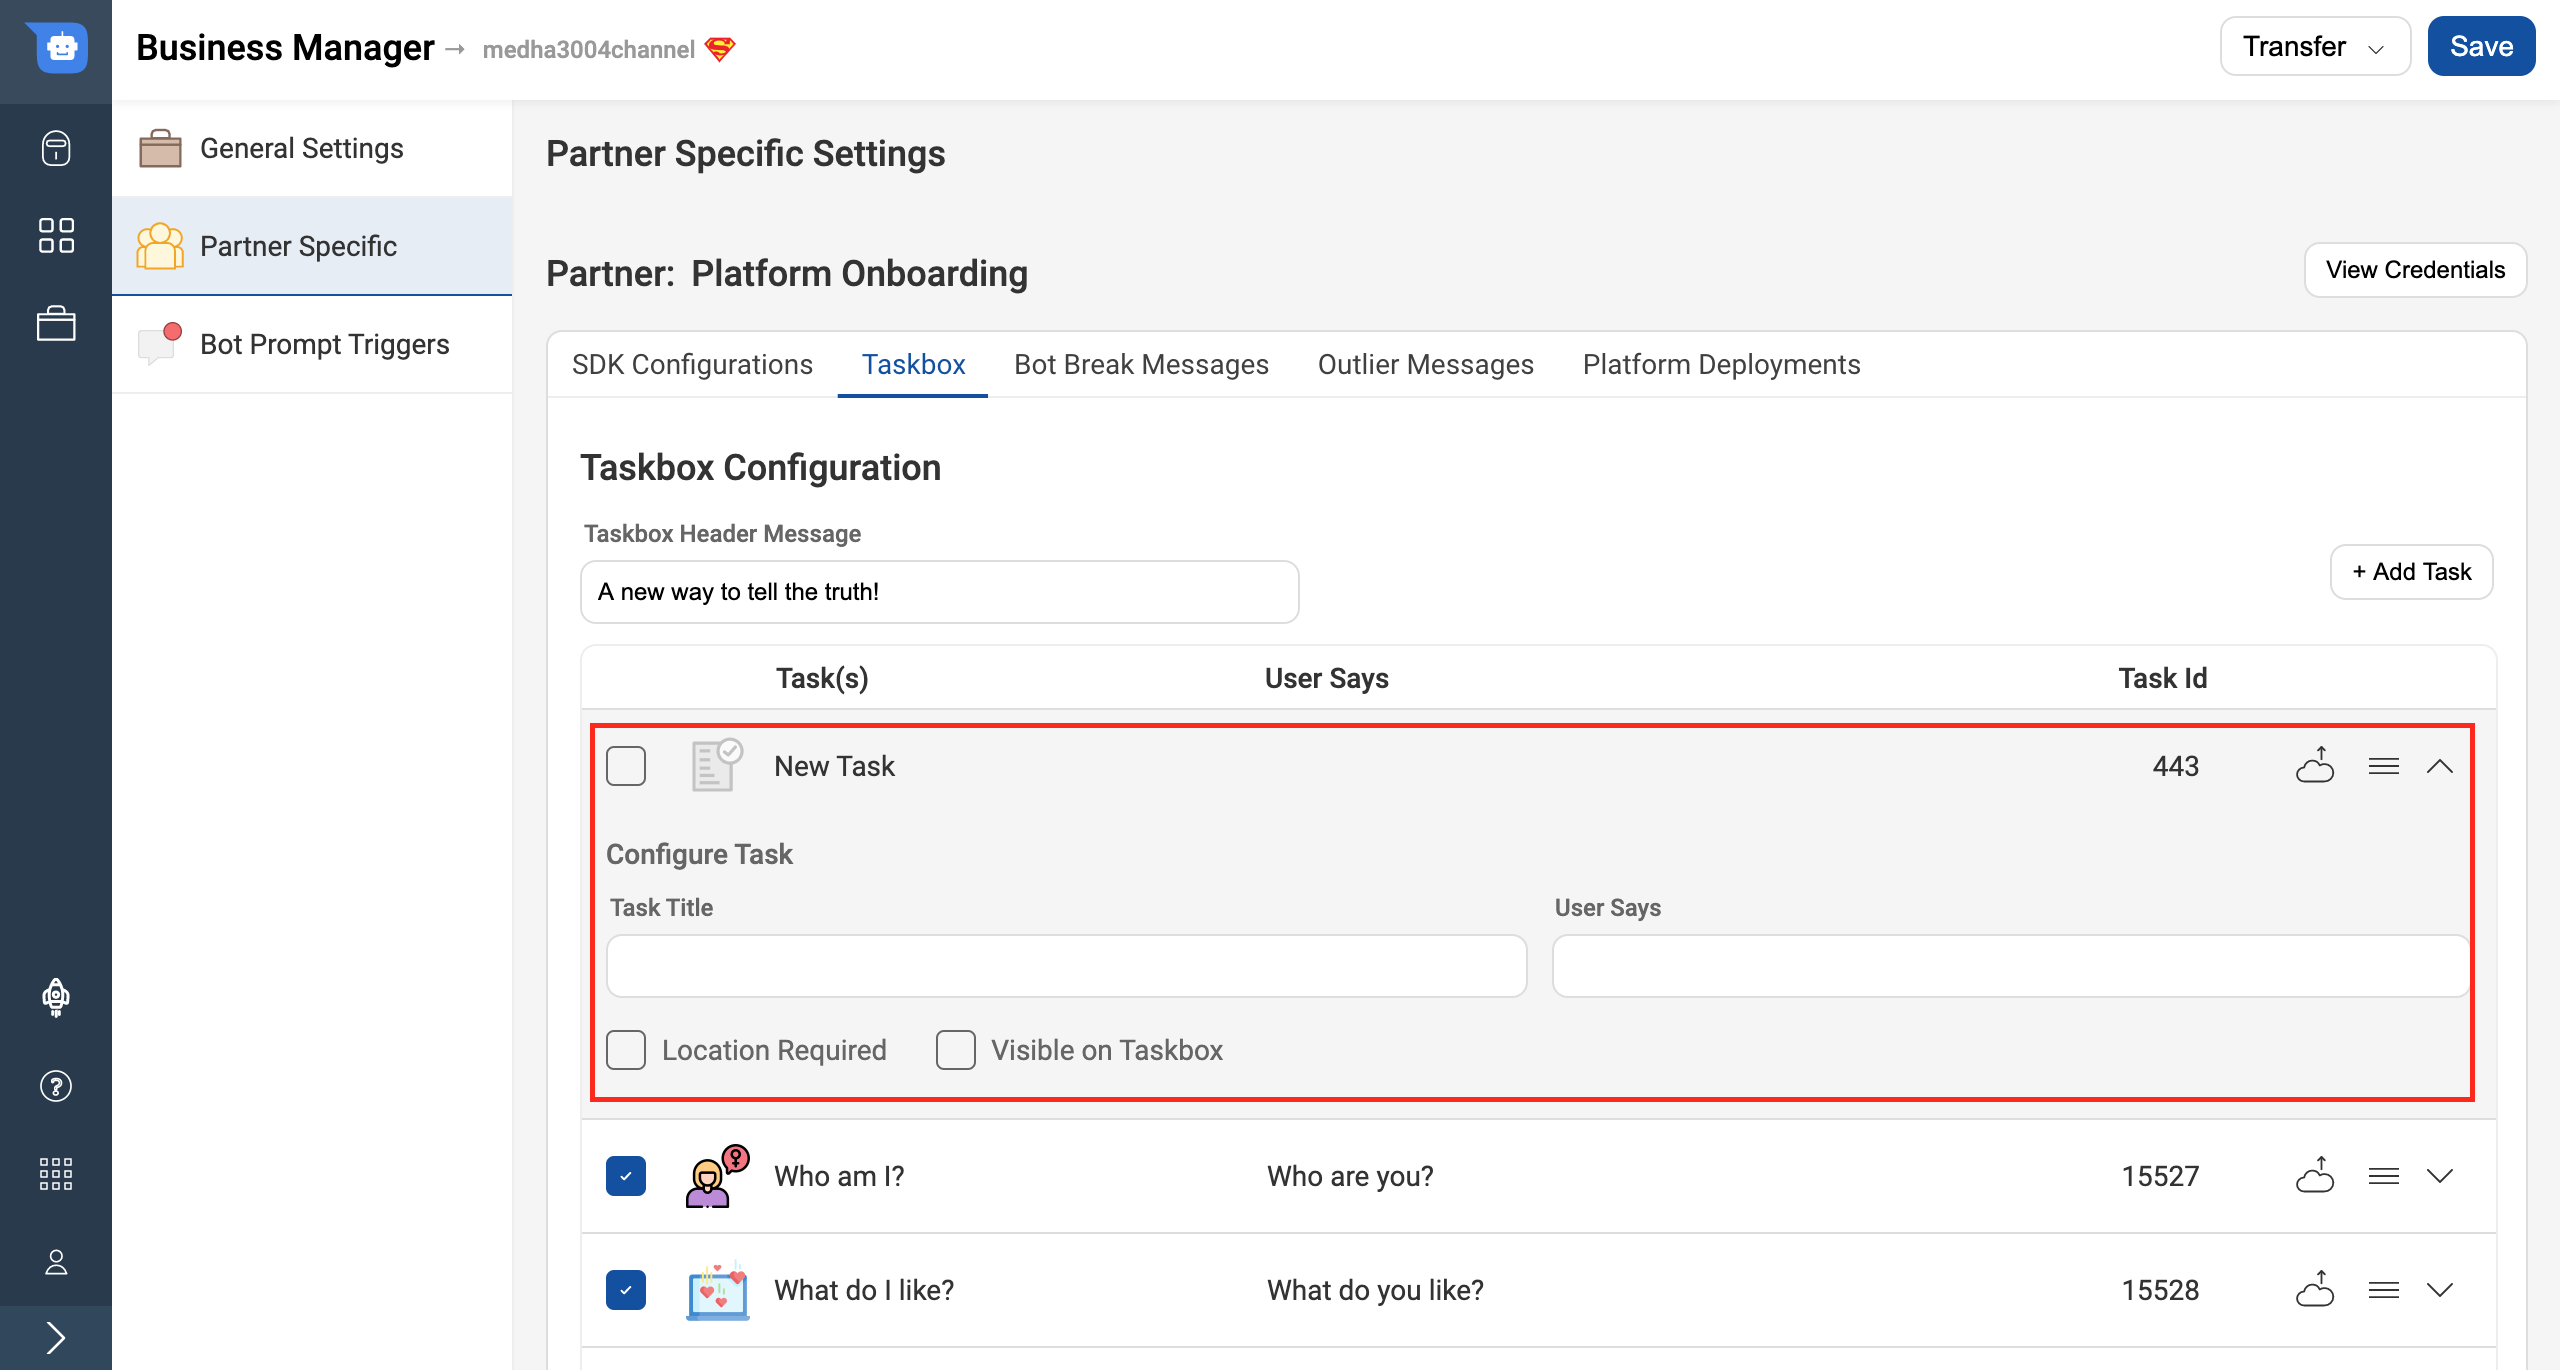 Business Manager → medha3004channel
Transfer
Save
General Settings
Partner Specific
Bot Prompt Triggers
Partner Specific Settings
Partner: Platform Onboarding
View Credentials
SDK Configurations Taskbox Bot Break Messages Outlier Messages Platform Deployments
Taskbox Configuration
Taskbox Header Message
A new way to tell the truth!
+ Add Task
Task(s) User Says Task Id
New Task 443
Configure Task
Task Title User Says
Location Required Visible on Taskbox
Who am I? Who are you? 15527
What do I like? What do you like? 15528